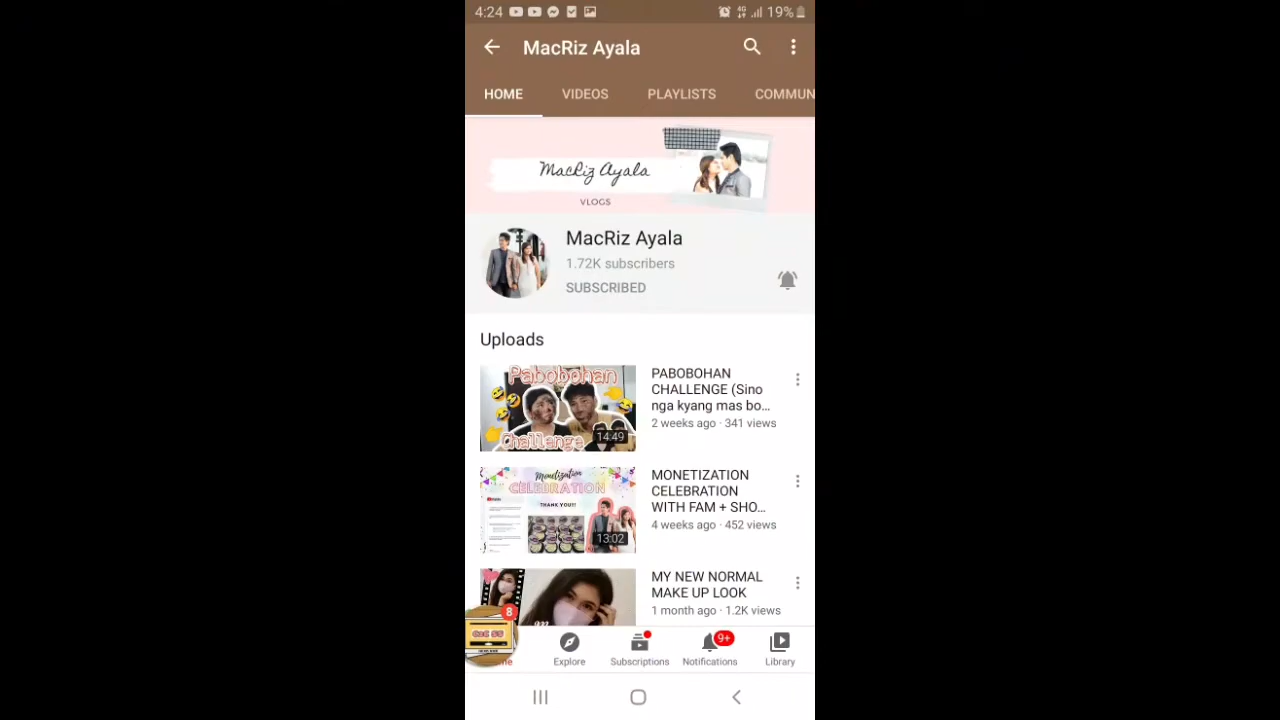 4:24
4G
19%
MacRiz Ayala
HOME VIDEOS PLAYLISTS COMMUN
MacRiz Ayala
VLOGS
MacRiz Ayala
1.72K subscribers
SUBSCRIBED
Uploads
Pabobohan
Challenge
14:49
PABOBOHAN
CHALLENGE (Sino
nga kyang mas bo...
2 weeks ago · 341 views
Monetization
CELEBRATION
THANK YOU!!!
13:02
MONETIZATION
CELEBRATION
WITH FAM + SHO...
4 weeks ago · 452 views
MY NEW NORMAL
MAKE UP LOOK
1 month ago · 1.2K views
8
Explore
Subscriptions
9+
Notifications
Library